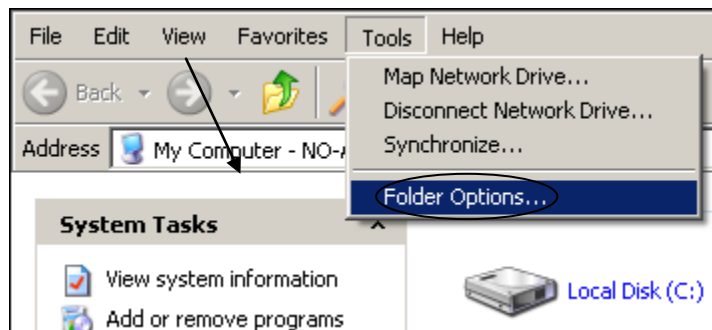 File Edit View Favorites Tools Help
Map Network Drive...
Disconnect Network Drive...
Synchronize...
Folder Options...
Back
Address My Computer - NO-
System Tasks
View system information
Add or remove programs
Local Disk (C:)